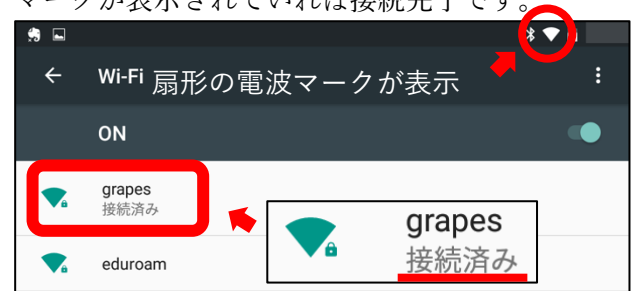 マークが表示されていれば接続完了です。
Wi-Fi 扇形の電波マークが表示
ON
grapes
接続済み
grapes
接続済み
eduroam